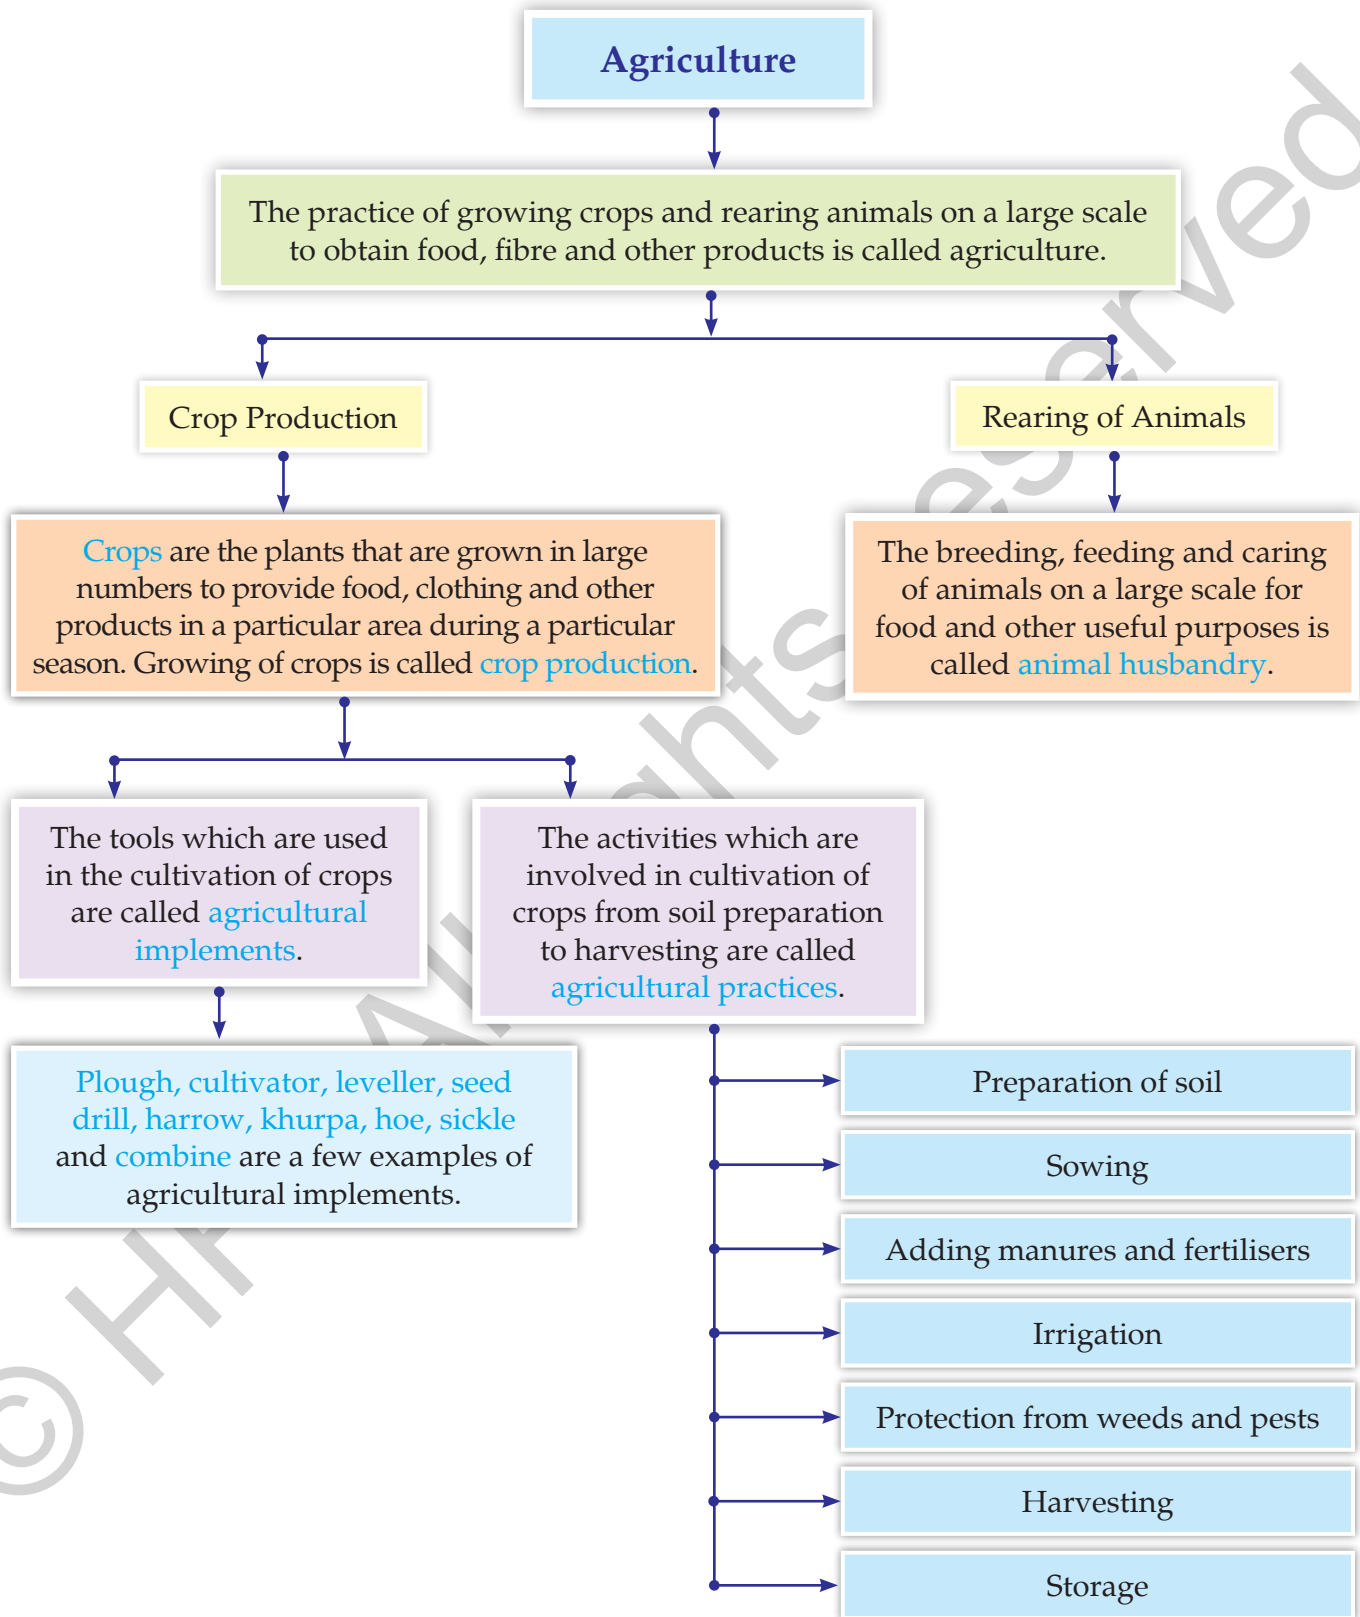 Agriculture
The practice of growing crops and rearing animals on a large scale
to obtain food, fibre and other products is called agriculture.
Crop Production
Rearing of Animals
Crops are the plants that are grown in large
numbers to provide food, clothing and other
products in a particular area during a particular
season. Growing of crops is called crop production.
The breeding, feeding and caring
of animals on a large scale for
food and other useful purposes is
called animal husbandry.
The tools which are used
in the cultivation of crops
are called agricultural
implements.
The activities which are
involved in cultivation of
crops from soil preparation
to harvesting are called
agricultural practices.
Plough, cultivator, leveller, seed
drill, harrow, khurpa, hoe, sickle
and combine are a few examples of
agricultural implements.
Preparation of soil
Sowing
Adding manures and fertilisers
Irrigation
Protection from weeds and pests
Harvesting
Storage